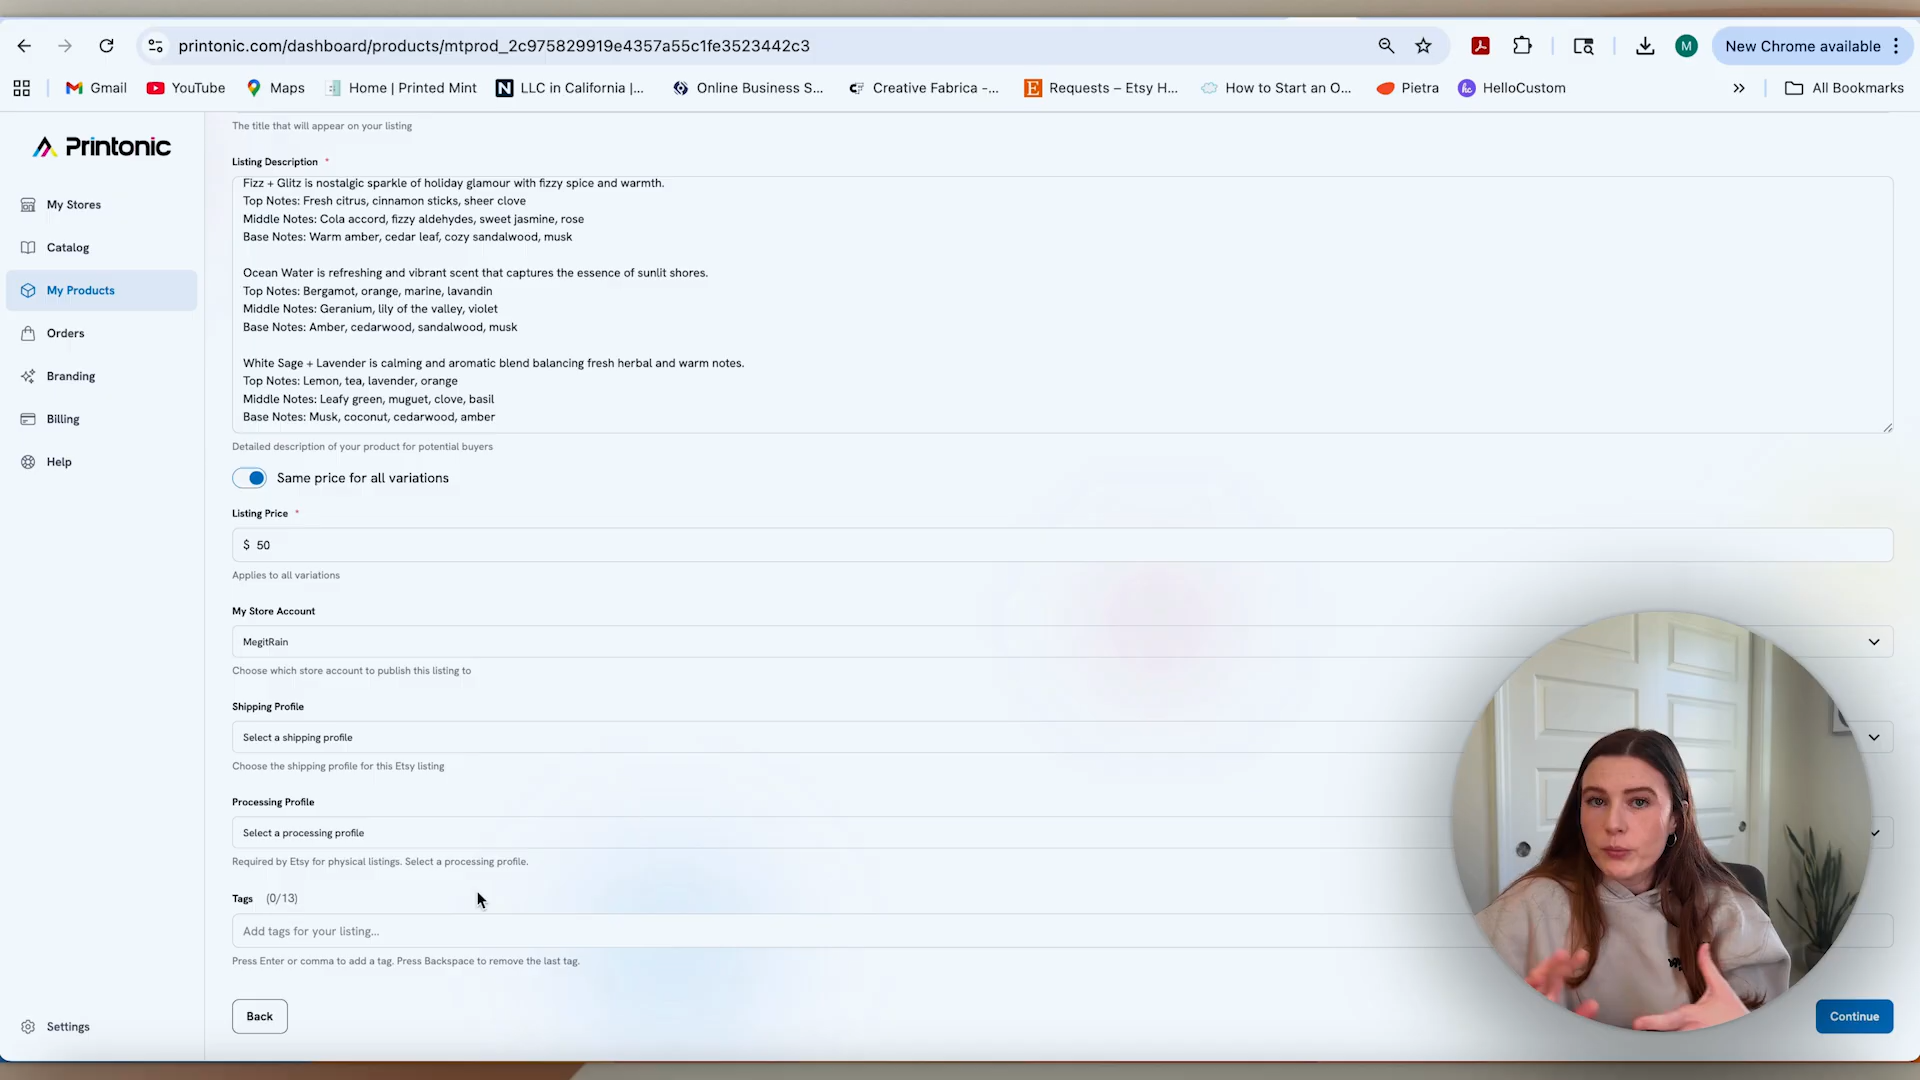 printonic.com/dashboard/products/mtprod_2c975829919e4357a55c1fe3523442c3
M
New Chrome available
Gmail
YouTube
Maps
Home | Printed Mint
LLC in California |...
Online Business S...
Creative Fabrica -...
E
Requests – Etsy H...
How to Start an O...
Pietra
hc
HelloCustom
All Bookmarks
Printonic
My Stores
Catalog
My Products
Orders
Branding
Billing
Help
Settings
The title that will appear on your listing
Listing Description *
Fizz + Glitz is nostalgic sparkle of holiday glamour with fizzy spice and warmth.
Top Notes: Fresh citrus, cinnamon sticks, sheer clove
Middle Notes: Cola accord, fizzy aldehydes, sweet jasmine, rose
Base Notes: Warm amber, cedar leaf, cozy sandalwood, musk
Ocean Water is refreshing and vibrant scent that captures the essence of sunlit shores.
Top Notes: Bergamot, orange, marine, lavandin
Middle Notes: Geranium, lily of the valley, violet
Base Notes: Amber, cedarwood, sandalwood, musk
White Sage + Lavender is calming and aromatic blend balancing fresh herbal and warm notes.
Top Notes: Lemon, tea, lavender, orange
Middle Notes: Leafy green, muguet, clove, basil
Base Notes: Musk, coconut, cedarwood, amber
Detailed description of your product for potential buyers
Same price for all variations
Listing Price *
$ 50
Applies to all variations
My Store Account
MegitRain
Choose which store account to publish this listing to
Shipping Profile
Select a shipping profile
Choose the shipping profile for this Etsy listing
Processing Profile
Select a processing profile
Required by Etsy for physical listings. Select a processing profile.
Tags (0/13)
Add tags for your listing...
Press Enter or comma to add a tag. Press Backspace to remove the last tag.
Back
Continue